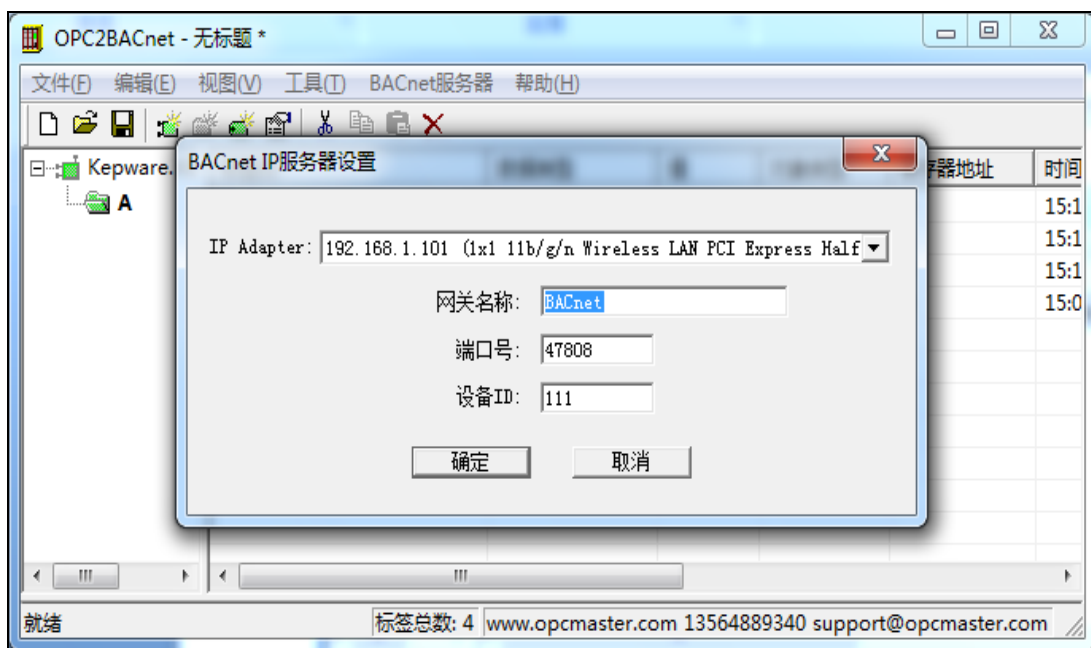 OPC2BACnet - 无标题 *
文件(F) 编辑(E) 视图(V) 工具(T) BACnet服务器 帮助(H)
BACnet IP服务器设置
Kepware.
器地址 时间
A
15:1
15:1
15:1
15:0
IP Adapter: 192.168.1.101 (1x1 11b/g/n Wireless LAN PCI Express Half
网关名称: BACnet
端口号: 47808
设备ID: 111
确定 取消
就绪 标签总数: 4 www.opcmaster.com 13564889340 support@opcmaster.com